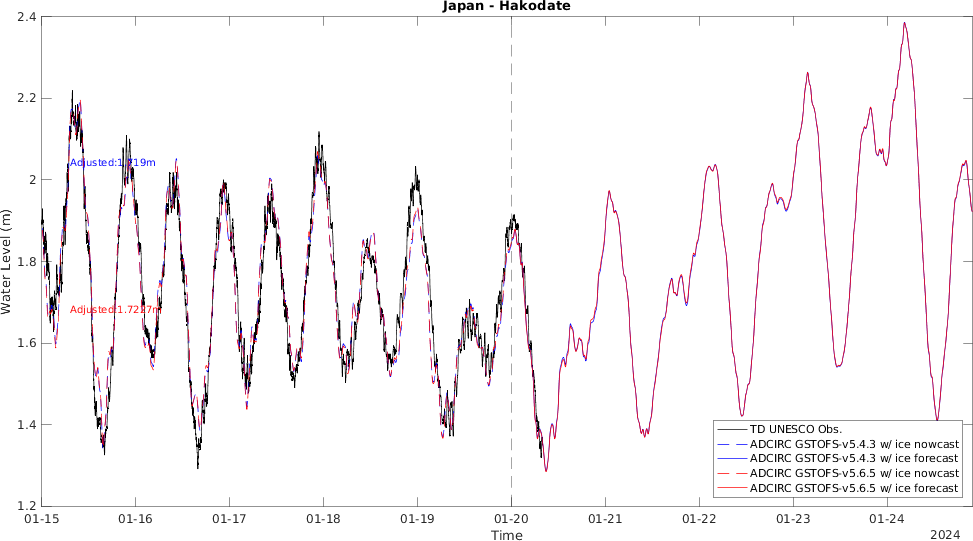 Japan - Hakodate
Water Level (m)
2.4
2.2
2
1.8
1.6
1.4
1.2
Adjusted:1.719m
Adjusted:1.7227m
01-15
01-16
01-17
01-18
01-19
01-20
01-21
01-22
01-23
01-24
Time
2024
TD UNESCO Obs.
ADCIRC GSTOFS-v5.4.3 w/ ice nowcast
ADCIRC GSTOFS-v5.4.3 w/ ice forecast
ADCIRC GSTOFS-v5.6.5 w/ ice nowcast
ADCIRC GSTOFS-v5.6.5 w/ ice forecast